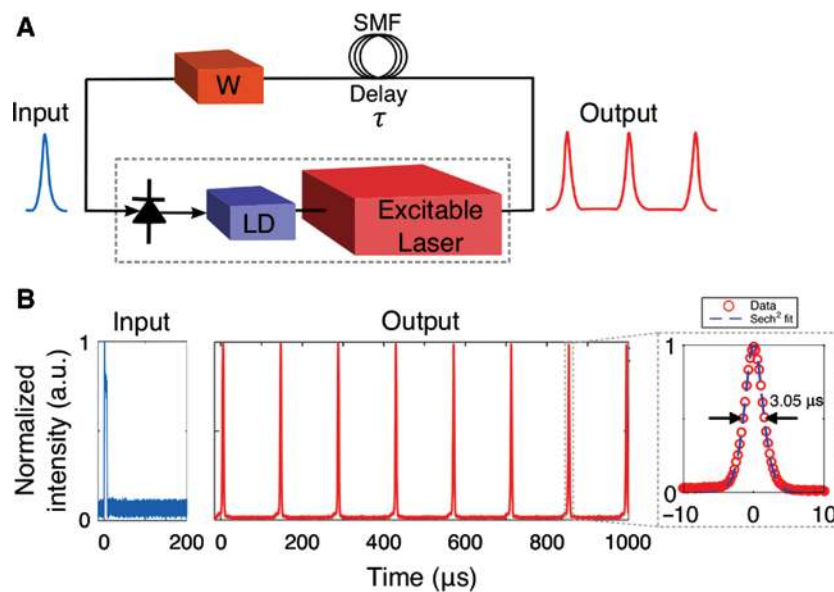 A
SMF
W
Delay
τ
Input
Output
LD
Excitable
Laser
B
Input
Output
Data
Sech² fit
Normalized
intensity (a.u.)
1
0
0
200
0
200
400
600
800
1000
Time (μs)
1
0
3.05 μs
−10
0
10